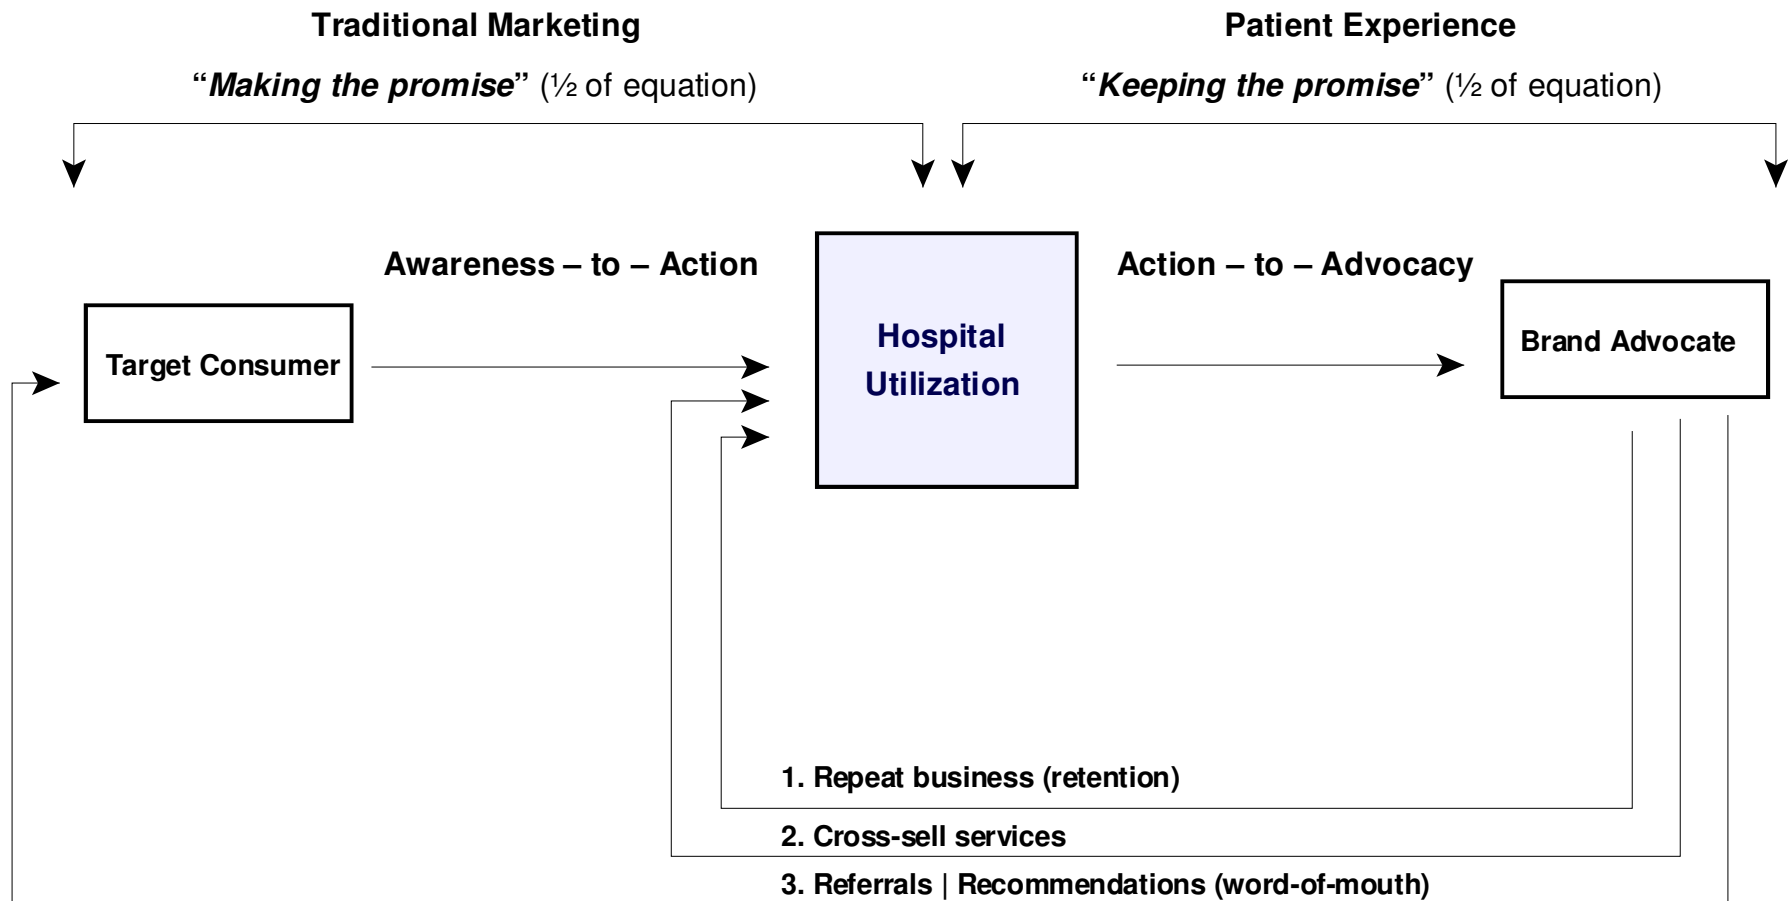 Traditional Marketing
“Making the promise” (½ of equation)
Patient Experience
“Keeping the promise” (½ of equation)
Awareness – to – Action
Action – to – Advocacy
Target Consumer
Hospital
Utilization
Brand Advocate
1. Repeat business (retention)
2. Cross-sell services
3. Referrals | Recommendations (word-of-mouth)